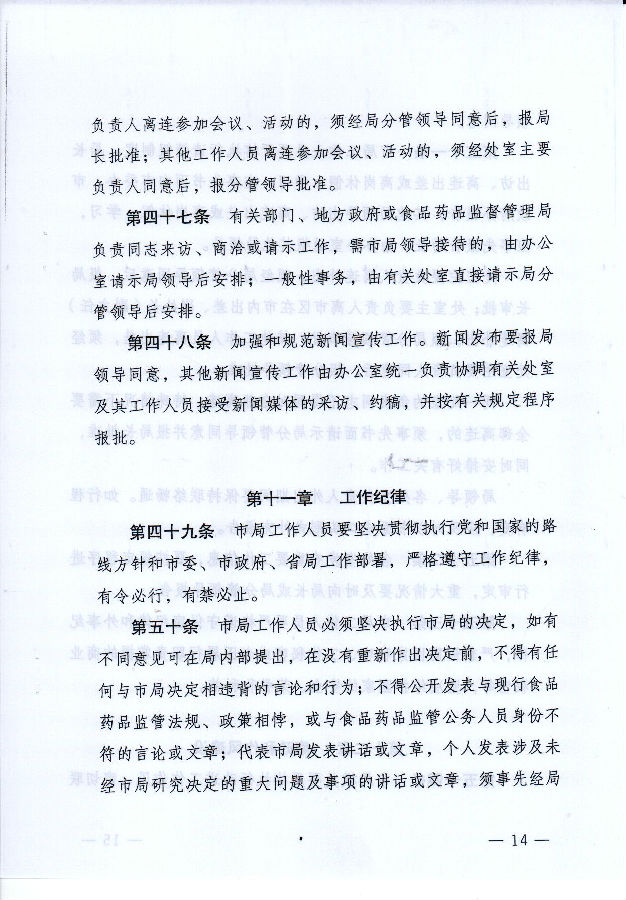 负责人离连参加会议、活动的，须经局分管领导同意后，报局
长批准；其他工作人员离连参加会议、活动的，须经处室主要
负责人同意后，报分管领导批准。
第四十七条　有关部门、地方政府或食品药品监督管理局
负责同志来访、商洽或请示工作，需市局领导接待的，由办公
室请示局领导后安排；一般性事务，由有关处室直接请示局分
管领导后安排。
第四十八条　加强和规范新闻宣传工作。新闻发布要报局
领导同意，其他新闻宣传工作由办公室统一负责协调有关处室
及其工作人员接受新闻媒体的采访、约稿，并按有关规定程序
报批。
第十一章　工作纪律
第四十九条　市局工作人员要坚决贯彻执行党和国家的路
线方针和市委、市政府、省局工作部署，严格遵守工作纪律，
有令必行，有禁必止。
第五十条　市局工作人员必须坚决执行市局的决定，如有
不同意见可在局内部提出，在没有重新作出决定前，不得有任
何与市局决定相违背的言论和行为；不得公开发表与现行食品
药品监管法规、政策相悖，或与食品药品监管公务人员身份不
符的言论或文章；代表市局发表讲话或文章，个人发表涉及未
经市局研究决定的重大问题及事项的讲话或文章，须事先经局
— 14 —